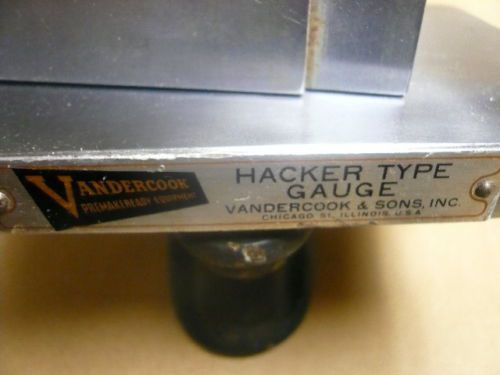 VANDERCOOK
PREMAKEREADY EQUIPMENT
HACKER TYPE
GAUGE
VANDERCOOK & SONS, INC.
CHICAGO 51, ILLINOIS, U.S.A.